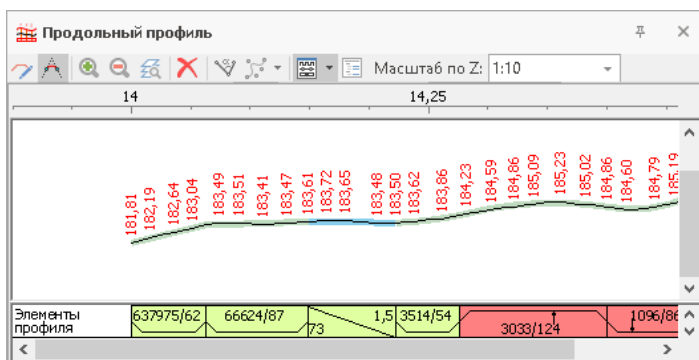 Продольный профиль
Масштаб по Z: 1:10
14 14,25
181,81 182,19 182,64 183,04 183,49 183,51 183,41 183,47 183,61 183,72 183,65 183,48 183,50 183,62 183,86 184,23 184,59 184,86 185,09 185,23 185,02 184,86 184,60 184,79 185,19
Элементы 637975/62 66624/87 1,5 3514/54 1096/86
профиля 73 3033/124